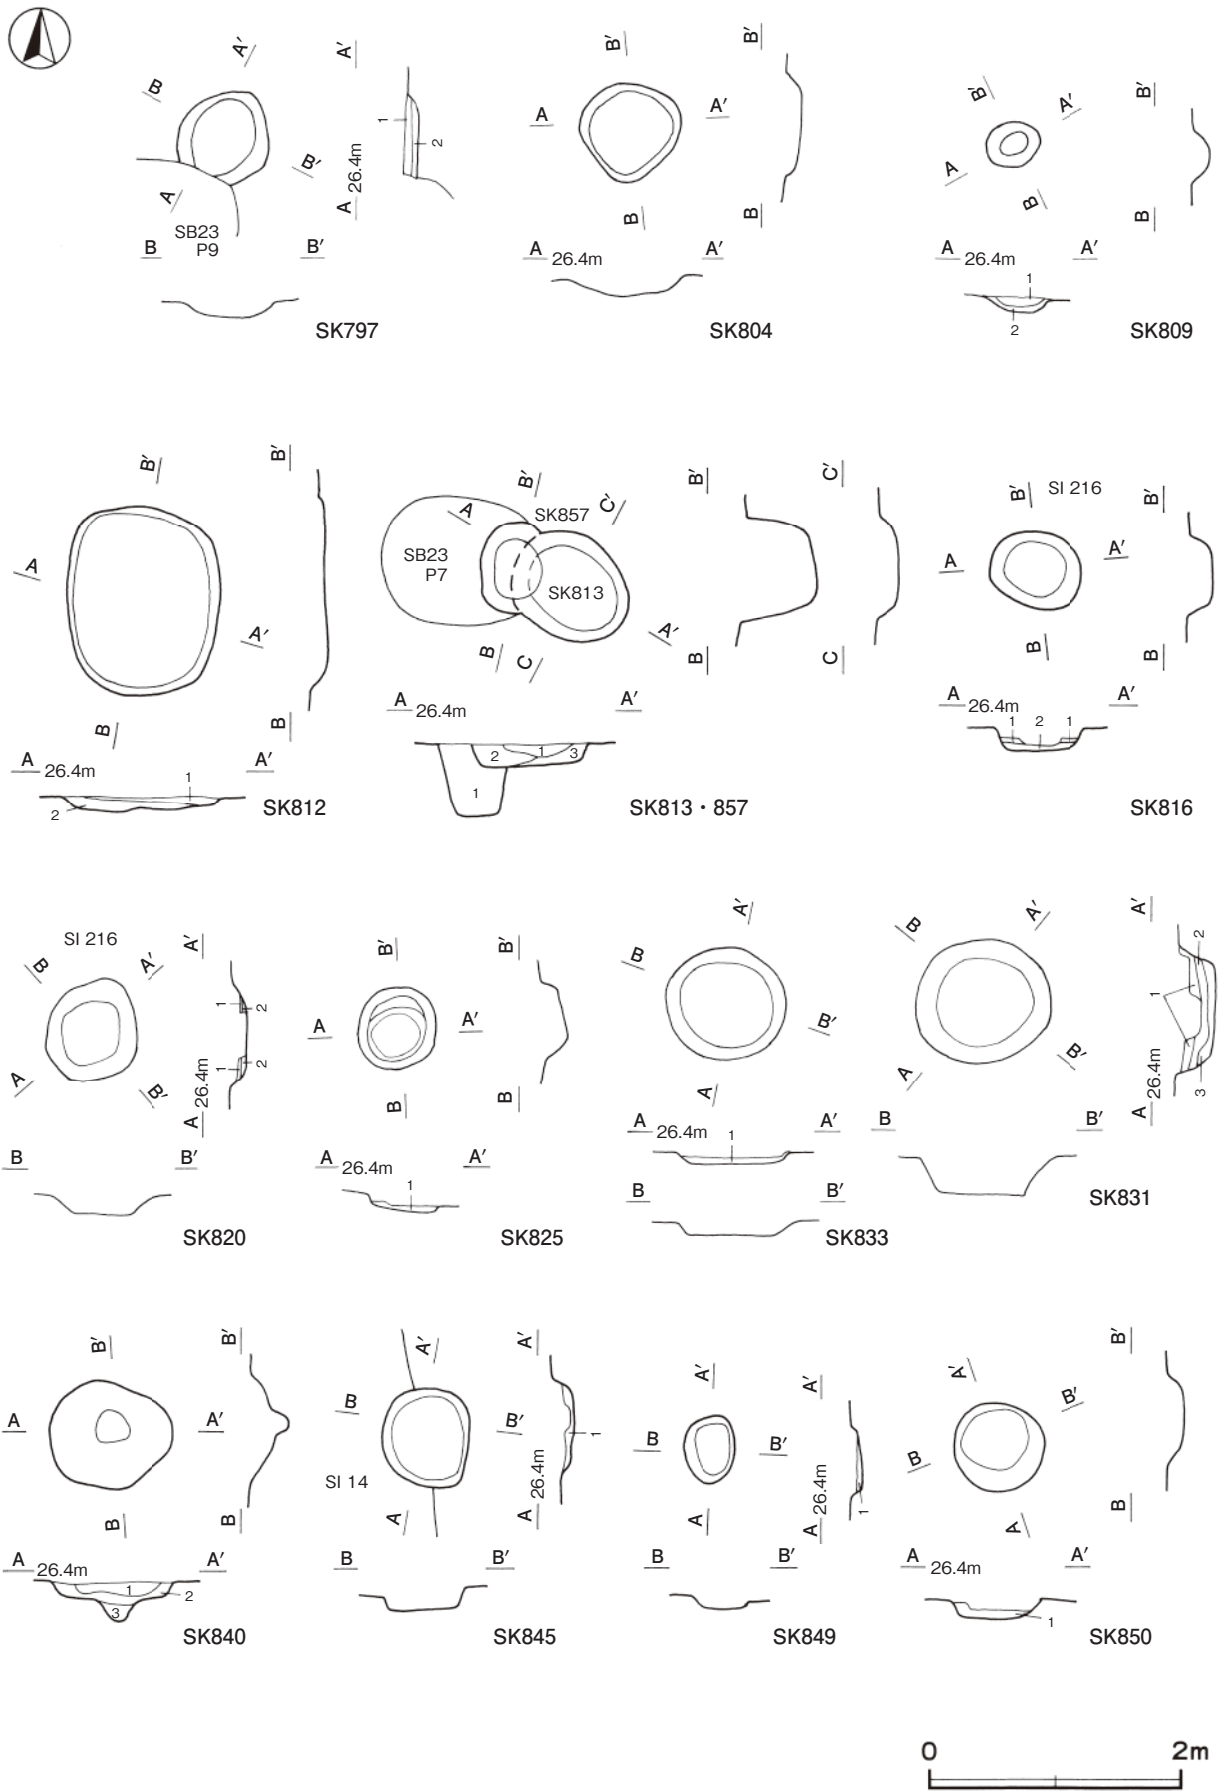 A'
B
B'
A
SB23
P9
A'
1
2
A 26.4m
B
B'
SK797
B'
A
A'
B
B'
B
A 26.4m
A'
SK804
B'
A'
A
B
B'
B
A 26.4m
A'
1
2
SK809
B'
A
A'
B
B'
B
A 26.4m
A'
1
2
SK812
B'
C'
A
SK857
SB23
P7
SK813
A'
B
C
B'
B
C'
C
A 26.4m
A'
2
1
3
1
SK813・857
B'
SI 216
A
A'
B
B'
B
A 26.4m
A'
1
2
1
SK816
SI 216
B
A'
A
B'
A'
1
2
1
2
A 26.4m
B
B'
SK820
B'
A
A'
B
B'
B
A 26.4m
A'
1
SK825
A'
B
B'
A
A 26.4m
A'
1
B
B'
SK833
B
A'
A
B'
A'
2
1
3
A 26.4m
B
B'
SK831
B'
A
A'
B
B'
B
A 26.4m
A'
1
2
3
SK840
A'
B
B'
SI 14
A
A'
1
A 26.4m
B
B'
SK845
A'
B
B'
A
A'
1
A 26.4m
B
B'
SK849
A'
B'
B
A
B'
B
A 26.4m
A'
1
SK850
0
2m